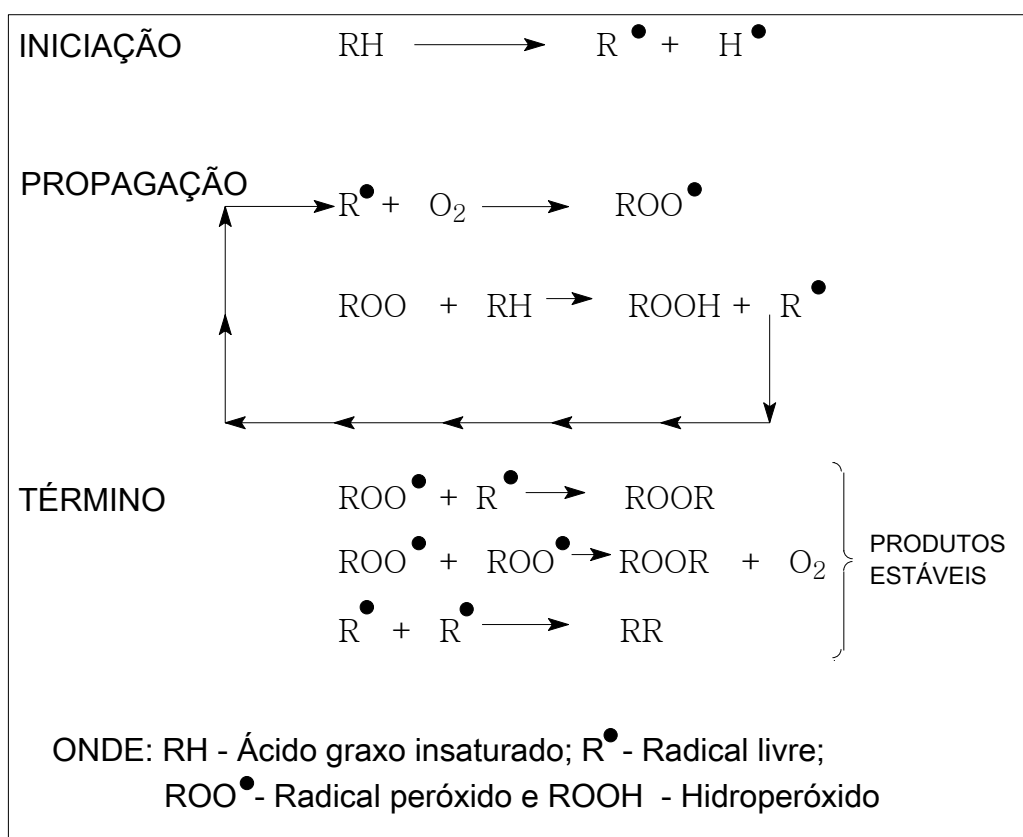 INICIAÇÃO RH R● + H●
PROPAGAÇÃO
R● + O₂ ROO●
ROO + RH ROOH + R●
TÉRMINO ROO● + R● ROOR
ROO● + ROO● ROOR + O₂
R● + R● RR
PRODUTOS
ESTÁVEIS
ONDE: RH - Ácido graxo insaturado; R●- Radical livre;
ROO●- Radical peróxido e ROOH - Hidroperóxido